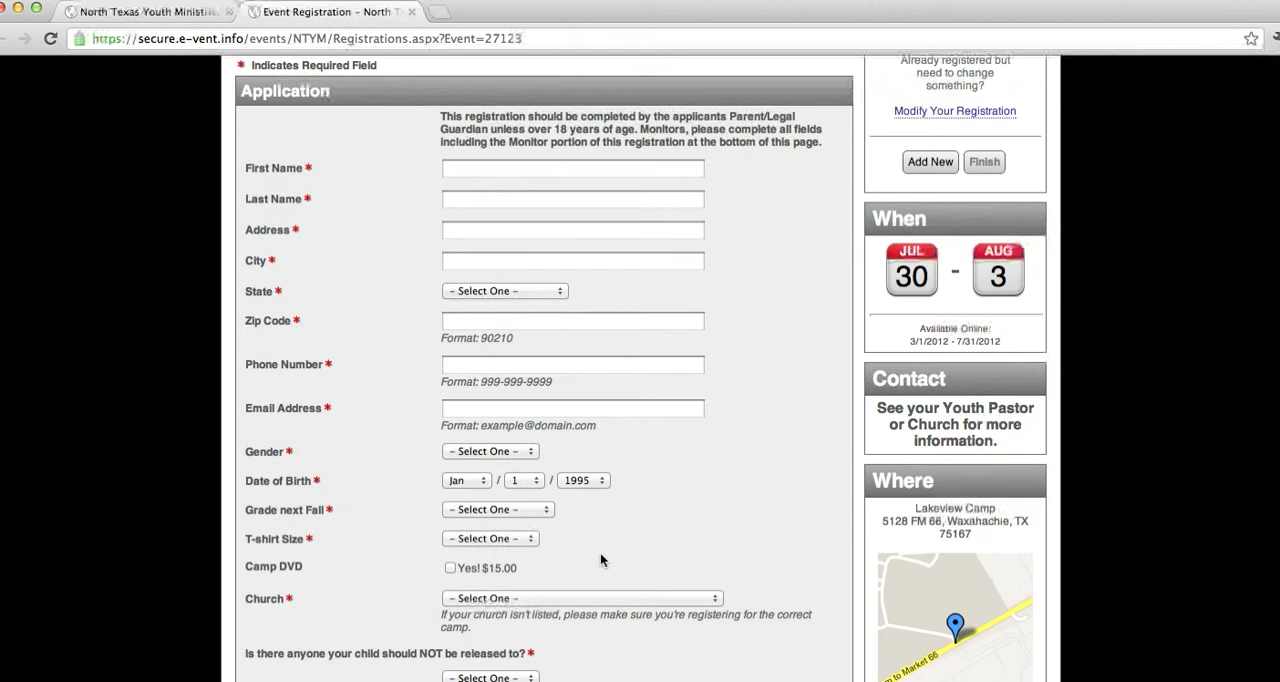 North Texas Youth Ministrie
Event Registration – North T
https://secure.e-vent.info/events/NTYM/Registrations.aspx?Event=27123
* Indicates Required Field
Application
This registration should be completed by the applicants Parent/Legal
Guardian unless over 18 years of age. Monitors, please complete all fields
including the Monitor portion of this registration at the bottom of this page.
First Name *
Last Name *
Address *
City *
State * – Select One –
Zip Code *
Format: 90210
Phone Number *
Format: 999-999-9999
Email Address *
Format: example@domain.com
Gender * – Select One –
Date of Birth * Jan / 1 / 1995
Grade next Fall * – Select One –
T-shirt Size * – Select One –
Camp DVD Yes! $15.00
Church * – Select One –
If your church isn't listed, please make sure you're registering for the correct
camp.
Is there anyone your child should NOT be released to? *
– Select One –
Already registered but
need to change
something?
Modify Your Registration
Add New Finish
When
JUL AUG
30 - 3
Available Online:
3/1/2012 - 7/31/2012
Contact
See your Youth Pastor
or Church for more
information.
Where
Lakeview Camp
5128 FM 66, Waxahachie, TX
75167
m to Market 66